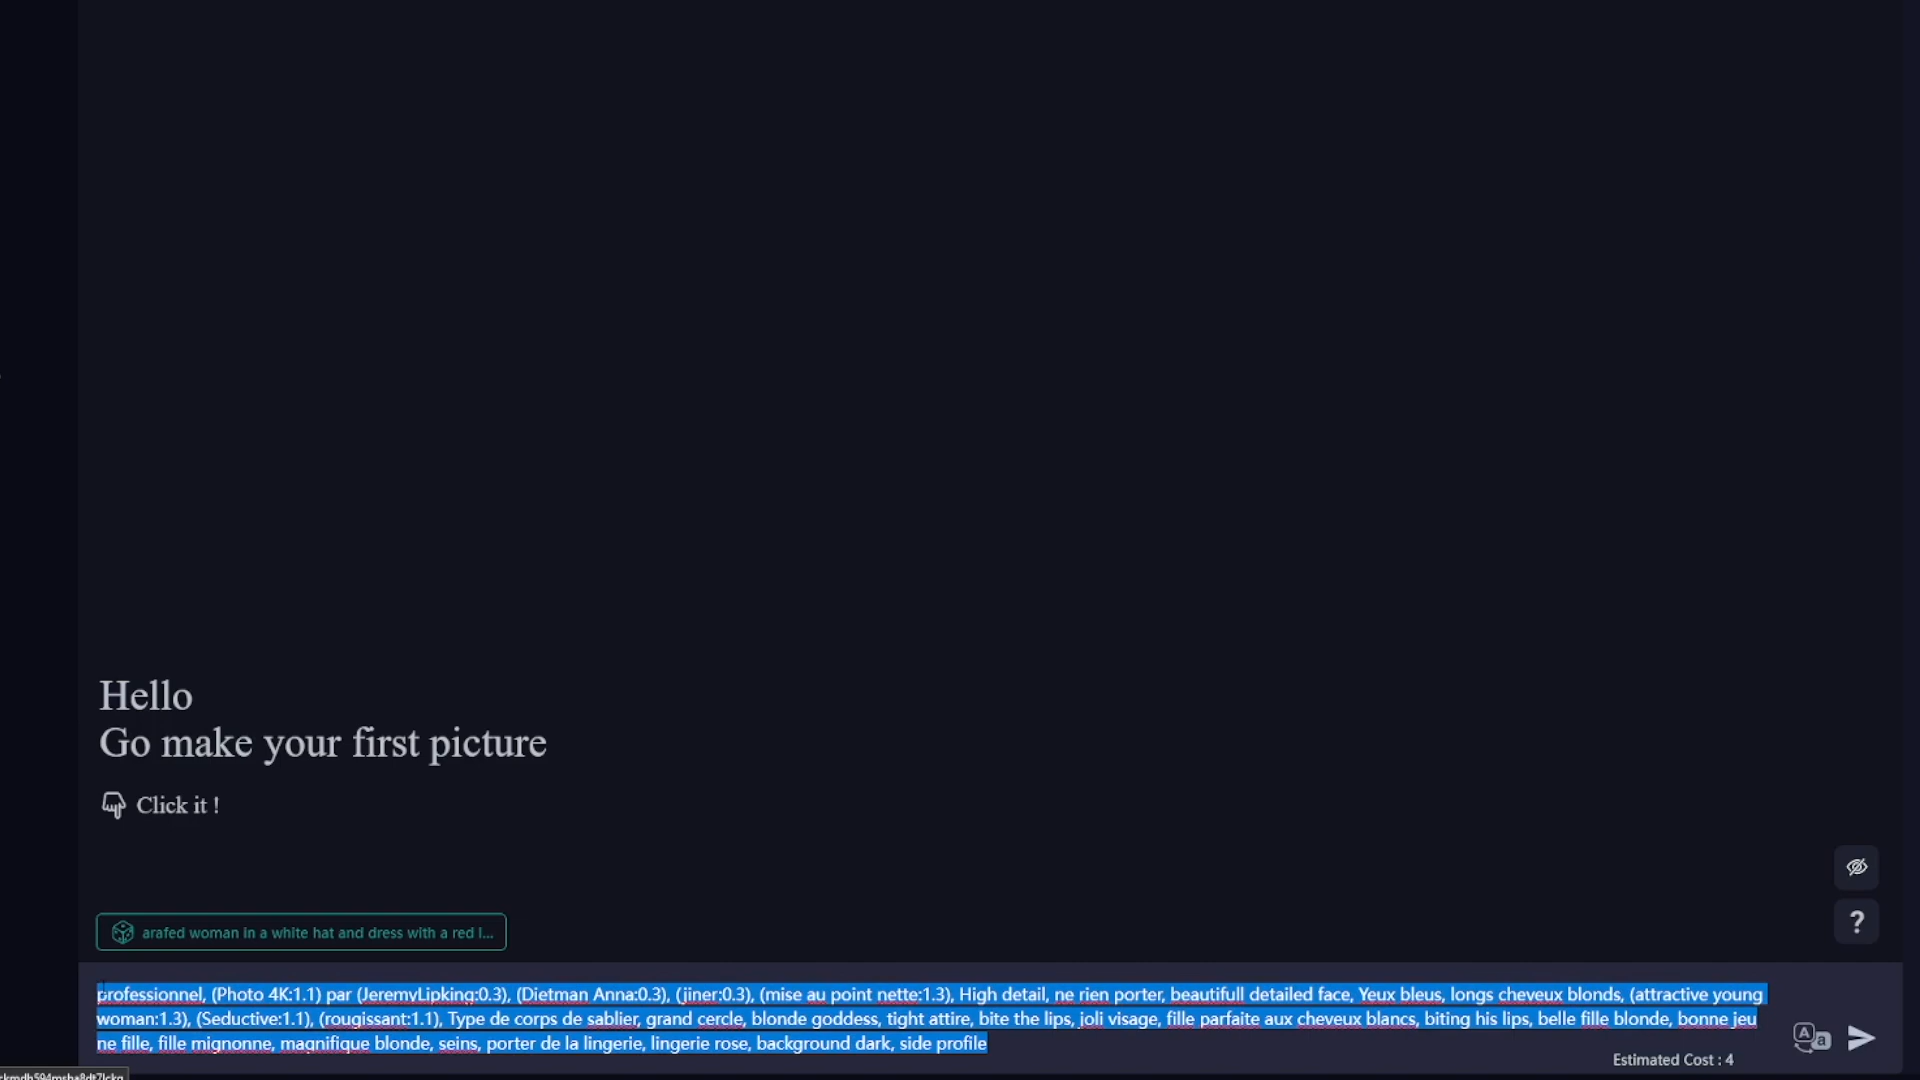 Hello
Go make your first picture
Click it !
arafed woman in a white hat and dress with a red l...
professionnel, (Photo 4K:1.1) par (JeremyLipking:0.3), (Dietman Anna:0.3), (jiner:0.3), (mise au point nette:1.3), High detail, ne rien porter, beautifull detailed face, Yeux bleus, longs cheveux blonds, (attractive young
woman:1.3), (Seductive:1.1), (rougissant:1.1), Type de corps de sablier, grand cercle, blonde goddess, tight attire, bite the lips, joli visage, fille parfaite aux cheveux blancs, biting his lips, belle fille blonde, bonne jeu
ne fille, fille mignonne, magnifique blonde, seins, porter de la lingerie, lingerie rose, background dark, side profile
Estimated Cost : 4